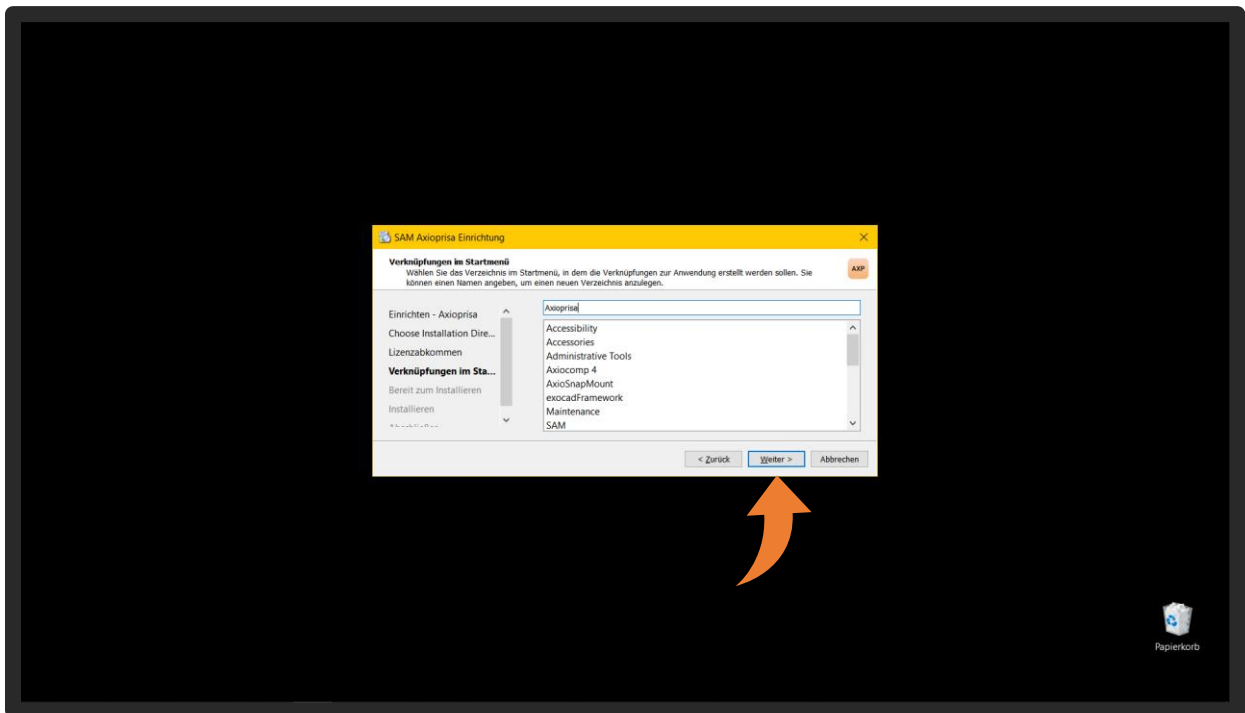 SAM Axioprisa Einrichtung
Verknüpfungen im Startmenü
Wählen Sie das Verzeichnis im Startmenü, in dem die Verknüpfungen zur Anwendung erstellt werden sollen. Sie
können einen Namen angeben, um einen neuen Verzeichnis anzulegen.
AXP
Einrichten - Axioprisa
Choose Installation Dire...
Lizenzabkommen
Verknüpfungen im Sta...
Bereit zum Installieren
Installieren
Axioprisa
Accessibility
Accessories
Administrative Tools
Axiocomp 4
AxioSnapMount
exocadFramework
Maintenance
SAM
< Zurück
Weiter >
Abbrechen
Papierkorb